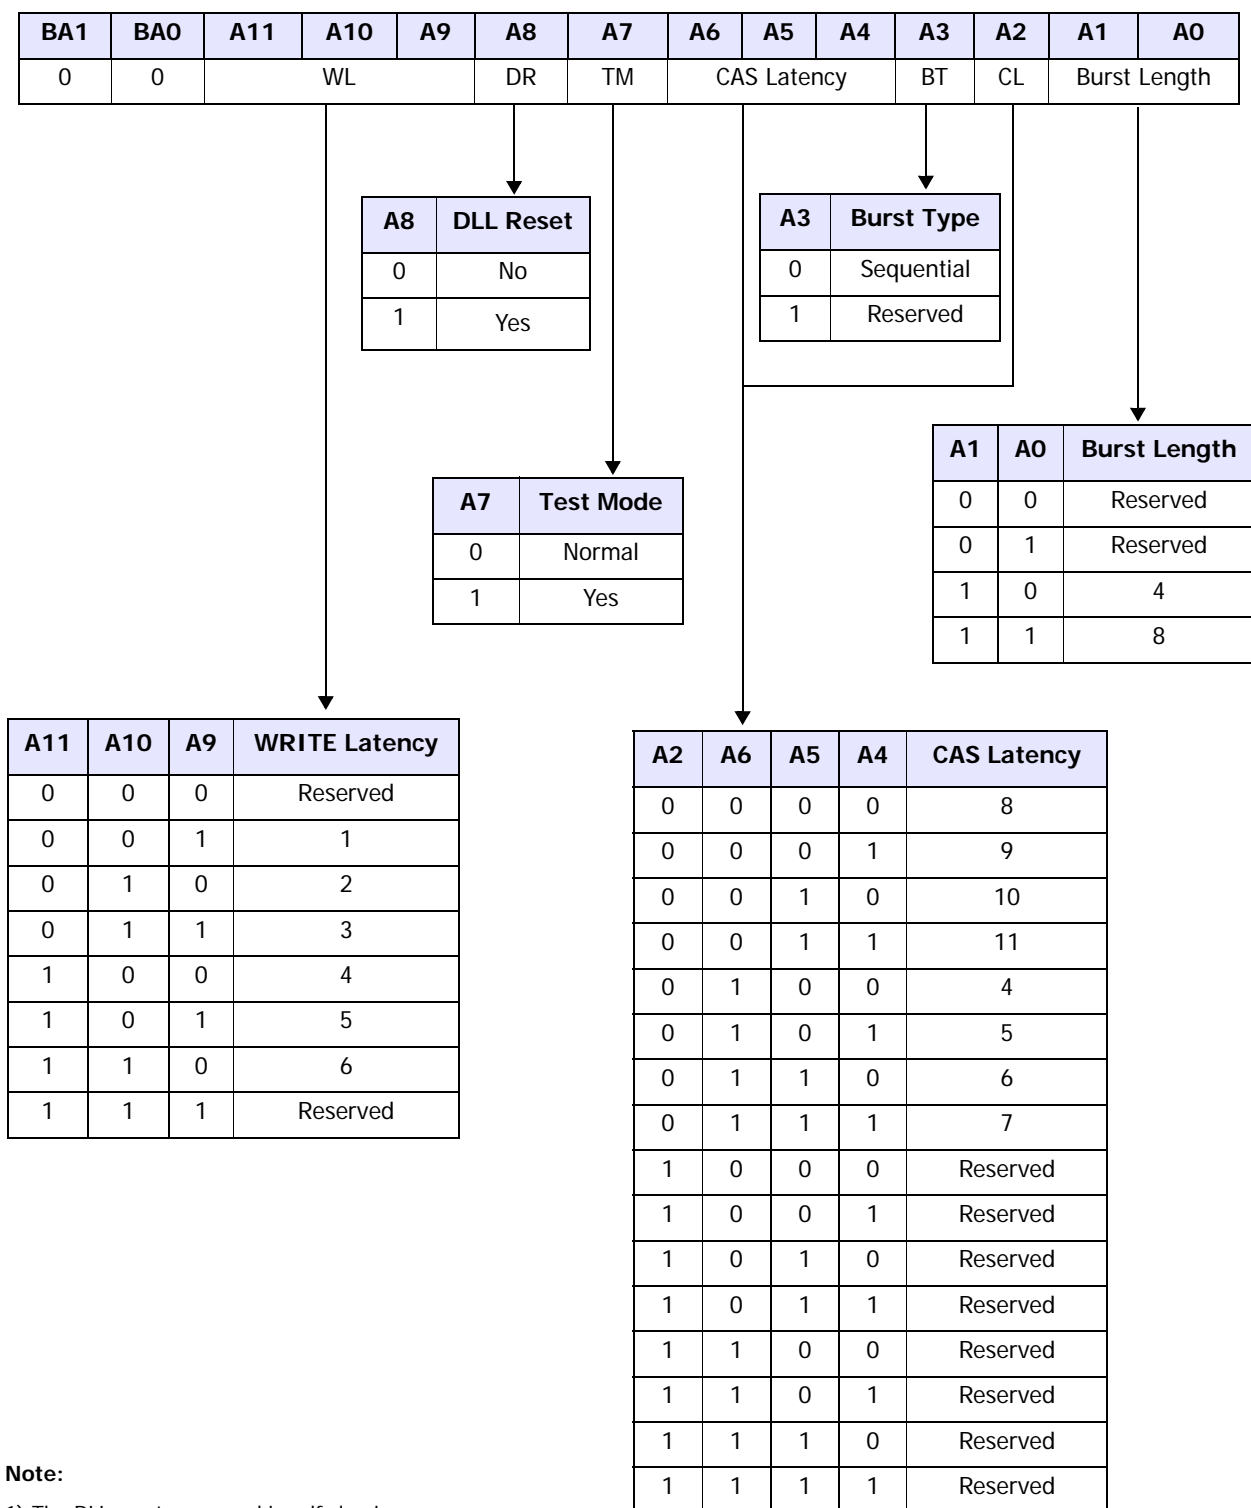 BA1 BA0 A11 A10 A9 A8 A7 A6 A5 A4 A3 A2 A1 A0
0 0 WL DR TM CAS Latency BT CL Burst Length
A8 DLL Reset
0 No
1 Yes
A3 Burst Type
0 Sequential
1 Reserved
A1 A0 Burst Length
0 0 Reserved
0 1 Reserved
1 0 4
1 1 8
A7 Test Mode
0 Normal
1 Yes
A11 A10 A9 WRITE Latency
0 0 0 Reserved
0 0 1 1
0 1 0 2
0 1 1 3
1 0 0 4
1 0 1 5
1 1 0 6
1 1 1 Reserved
A2 A6 A5 A4 CAS Latency
0 0 0 0 8
0 0 0 1 9
0 0 1 0 10
0 0 1 1 11
0 1 0 0 4
0 1 0 1 5
0 1 1 0 6
0 1 1 1 7
1 0 0 0 Reserved
1 0 0 1 Reserved
1 0 1 0 Reserved
1 0 1 1 Reserved
1 1 0 0 Reserved
1 1 0 1 Reserved
1 1 1 0 Reserved
1 1 1 1 Reserved
Note: